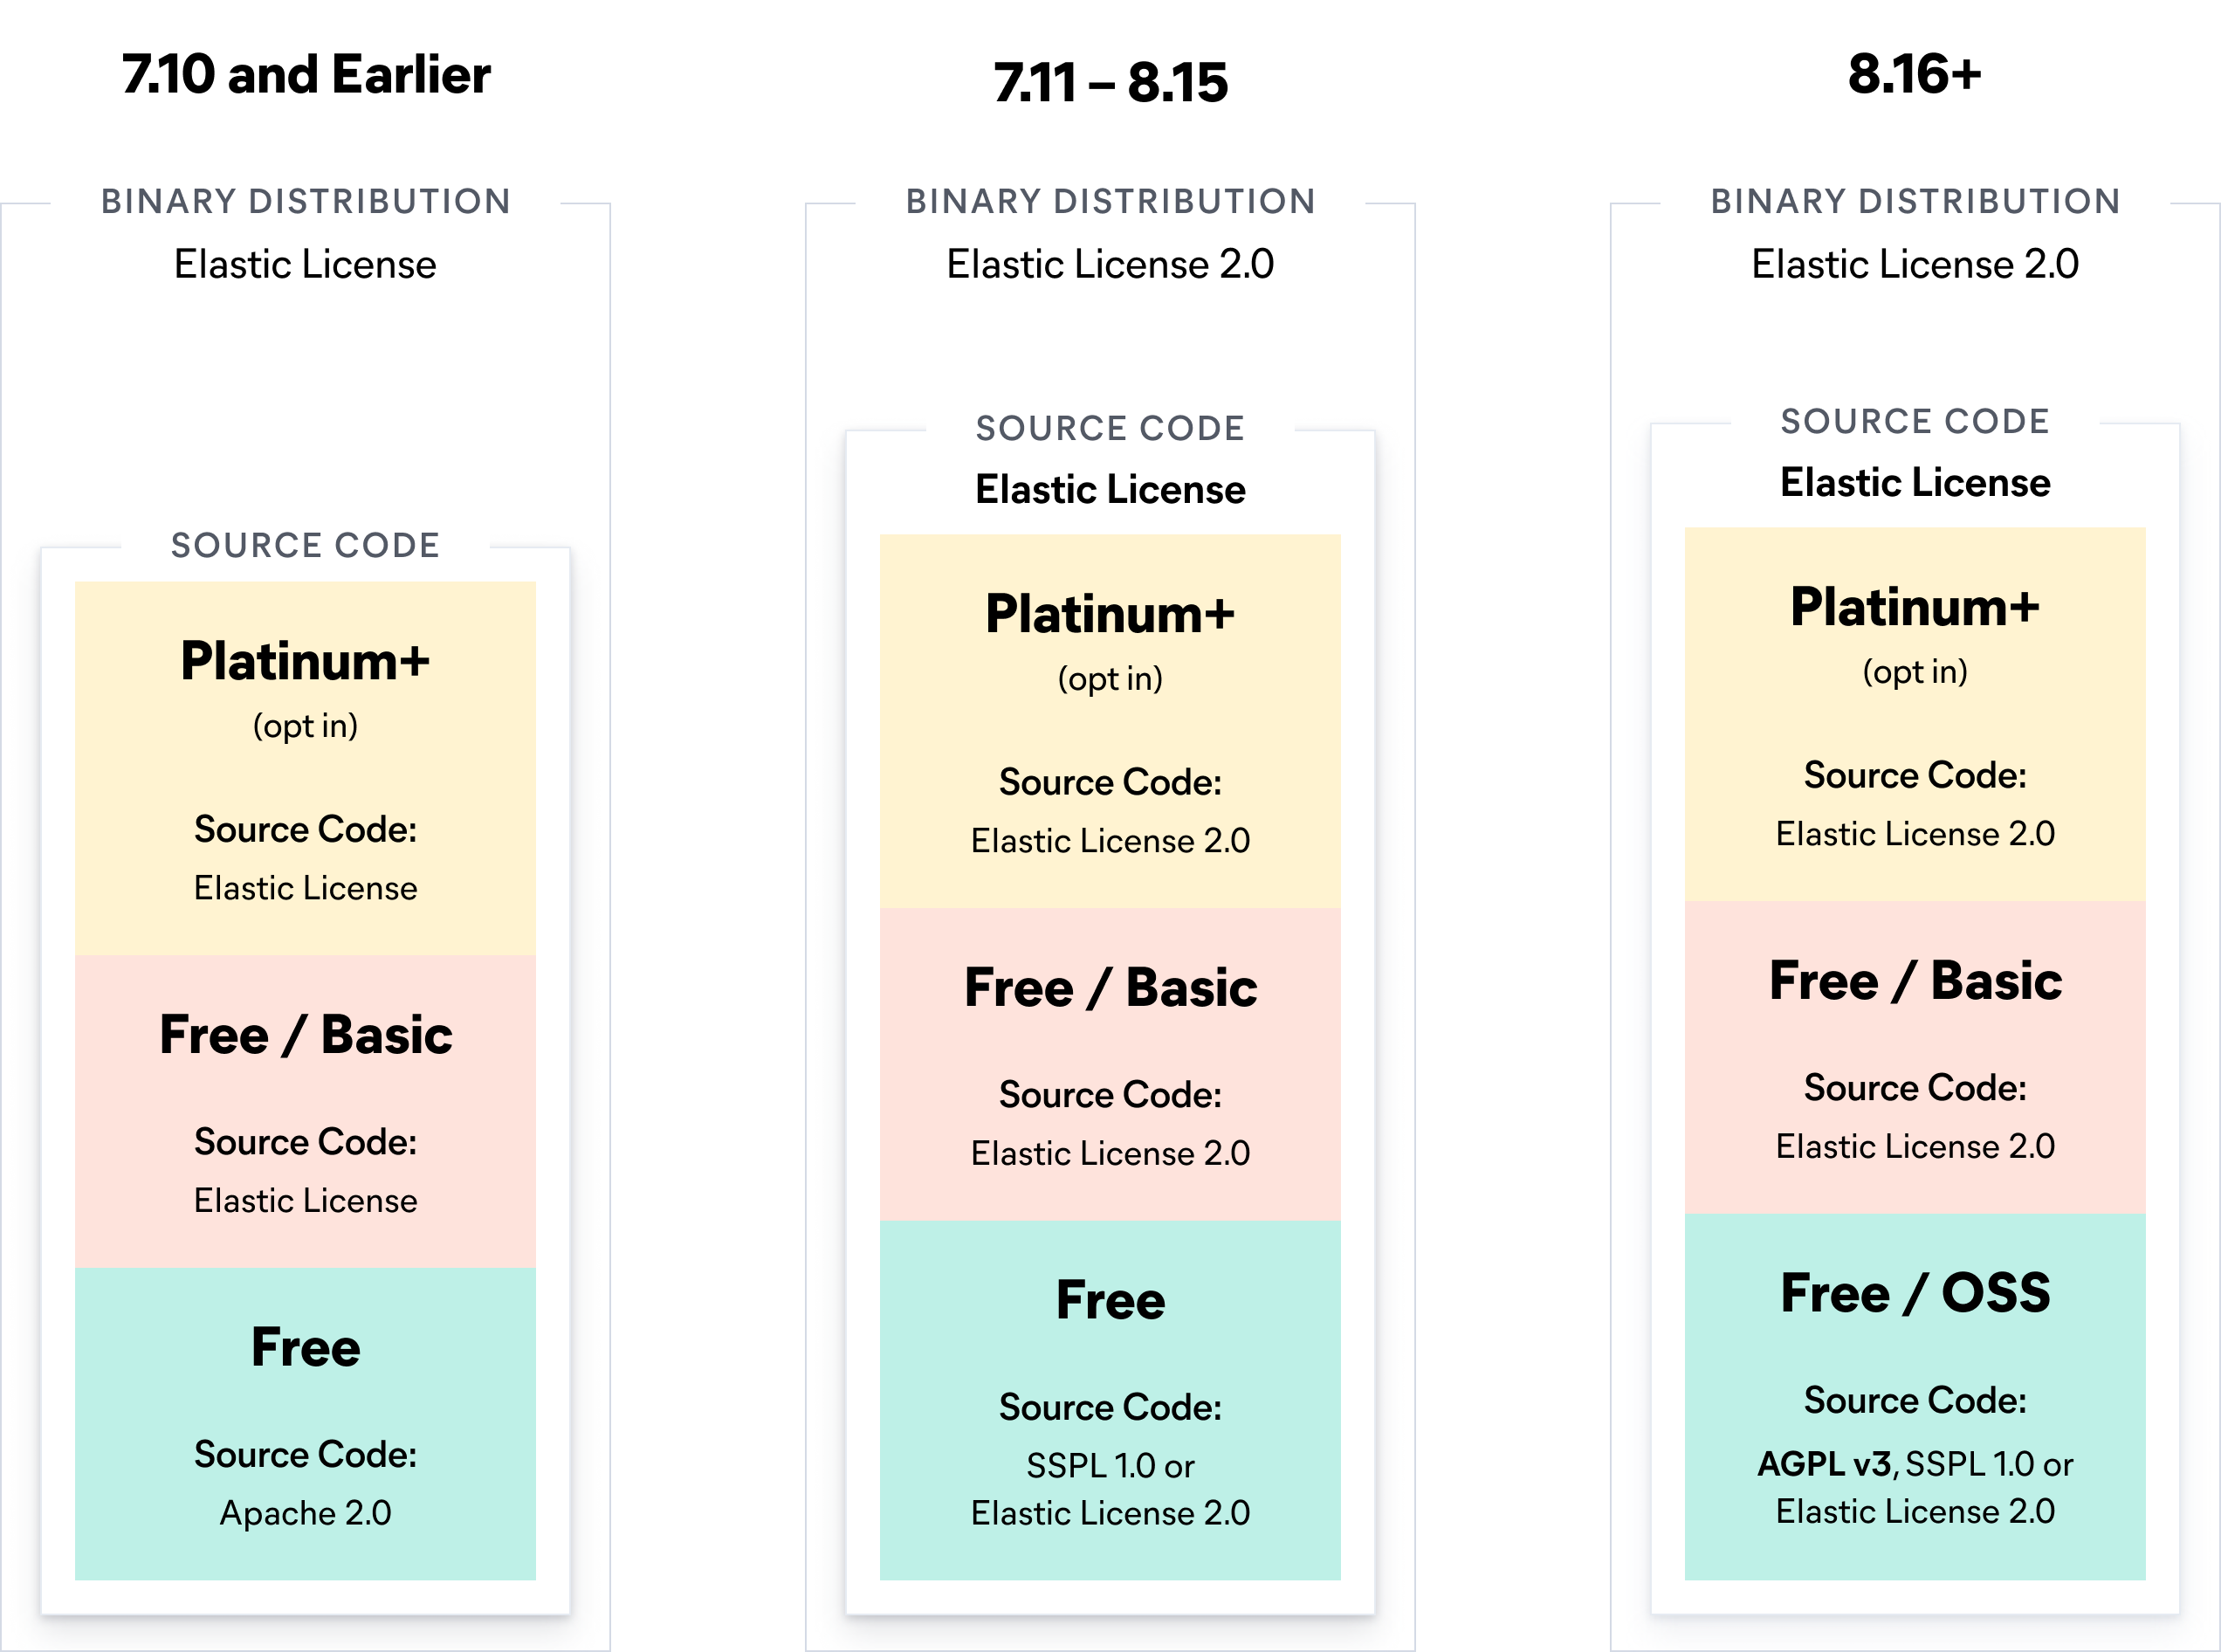 7.10 and Earlier
BINARY DISTRIBUTION
Elastic License
SOURCE CODE
Platinum+
(opt in)
Source Code:
Elastic License
Free / Basic
Source Code:
Elastic License
Free
Source Code:
Apache 2.0
7.11 – 8.15
BINARY DISTRIBUTION
Elastic License 2.0
SOURCE CODE
Elastic License
Platinum+
(opt in)
Source Code:
Elastic License 2.0
Free / Basic
Source Code:
Elastic License 2.0
Free
Source Code:
SSPL 1.0 or
Elastic License 2.0
8.16+
BINARY DISTRIBUTION
Elastic License 2.0
SOURCE CODE
Elastic License
Platinum+
(opt in)
Source Code:
Elastic License 2.0
Free / Basic
Source Code:
Elastic License 2.0
Free / OSS
Source Code:
AGPL v3, SSPL 1.0 or
Elastic License 2.0